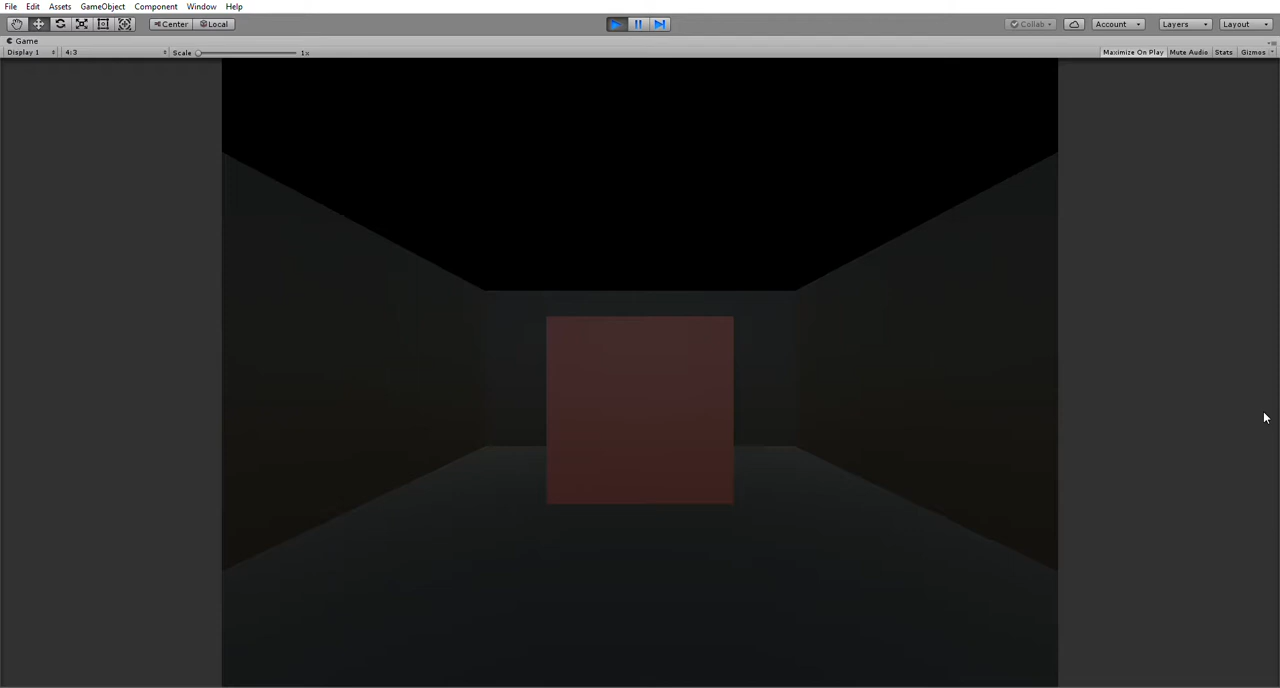 File Edit Assets GameObject Component Window Help
Center Local Collab Account Layers Layout
Game
Display 1 4:3 Scale 1x Maximize On Play Mute Audio Stats Gizmos